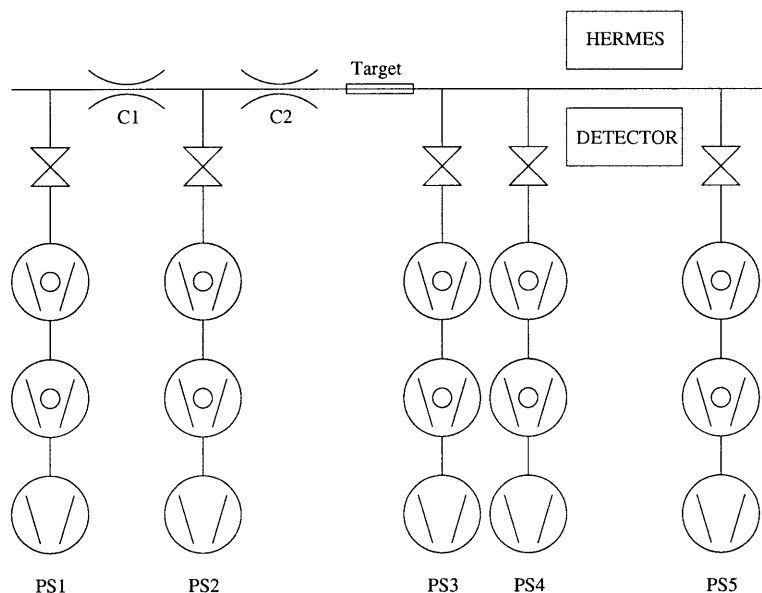 HERMES
Target
C1
C2
DETECTOR
PS1
PS2
PS3
PS4
PS5